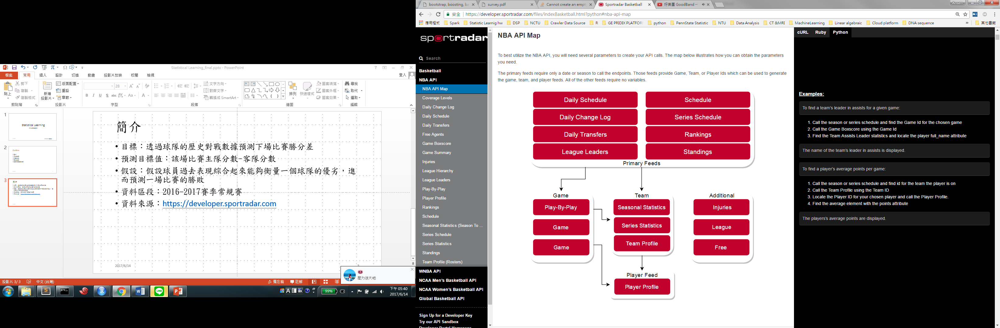 Statistical Learning_final.pptx - PowerPoint
檔案 常用 插入 設計 切換 動畫 投影片放映 校閱 檢視 登入
貼上
剪下
複製
複製格式
剪貼簿
新增
投影片
版面配置
重設
章節
投影片
28
字型
文字方向
對齊文字
轉換成 SmartArt
段落
排列
快速樣式
圖案填滿
圖案外框
圖案效果
繪圖
尋找
取代
選取
編輯
1
Statistical Learning
2
Outline
3
簡介
簡介
• 目標：透過球隊的歷史對戰數據預測下場比賽勝分差
• 預測目標值：該場比賽主隊分數-客隊分數
• 假設：假設球員過去表現綜合起來能夠衡量一個球隊的優劣，進
而預測一場比賽的勝敗
• 資料區段：2016-2017賽季常規賽
• 資料來源：https://developer.sportradar.com
2017/6/14
3
壓力很大吧
投影片 3/3 中文 (台灣) 備忘稿 註解
99%
下午 05:40
2017/6/14
bootstrap, boosting, ba
survey.pdf
Cannot create an empt
Sportradar Basketball
好樂團 GoodBand –
Ansen
安全 https://developer.sportradar.com/files/indexBasketball.html?python#nba-api-map
應用程式 Spark Statistic Learnig hw DSP NCTU Crawler Data Source R GE PRIDIX PLATFOR python PennState Statistic NTU Data Analysis CT &MRI MachineLearning Linear algebraic Cloud platform DNA sequence » 其他書籤
sportradar
Search
Basketball
NBA API
NBA API Map
Coverage Levels
Daily Change Log
Daily Schedule
Daily Transfers
Free Agents
Game Boxscore
Game Summary
Injuries
League Hierarchy
League Leaders
Play-By-Play
Player Profile
Rankings
Schedule
Seasonal Statistics (Season To ...
Series Schedule
Series Statistics
Standings
Team Profile (Rosters)
WNBA API
NCAA Men's Basketball API
NCAA Women's Basketball API
Global Basketball API
Sign Up for a Developer Key
Try our API Sandbox
Developer Portal Homepage
NBA API Map
To best utilize the NBA API, you will need several parameters to create your API calls. The map below illustrates how you can obtain the parameters
you need.
The primary feeds require only a date or season to call the endpoints. Those feeds provide Game, Team, or Player Ids which can be used to generate
the game, team, and player feeds. All of the other feeds require no variables.
Daily Schedule Schedule
Daily Change Log Series Schedule
Daily Transfers Rankings
League Leaders Standings
Primary Feeds
Game Team Additional
Play-By-Play Seasonal Statistics Injuries
Game Series Statistics League
Game Team Profile Free
Player Feed
Player Profile
cURL Ruby Python
Examples:
To find a team's leader in assists for a given game:
1. Call the season or series schedule and find the Game Id for the chosen game
2. Call the Game Boxscore using the Game Id
3. Find the Team Assists Leader statistics and locate the player full_name attribute
The name of the team's leader in assists is displayed.
To find a player's average points per game:
1. Call the season or series schedule and find id for the team the player is on
2. Call the Team Profile using the Team ID
3. Locate the Player ID for your chosen player and call the Player Profile.
4. Find the average element with the points attribute
The players's average points are displayed.